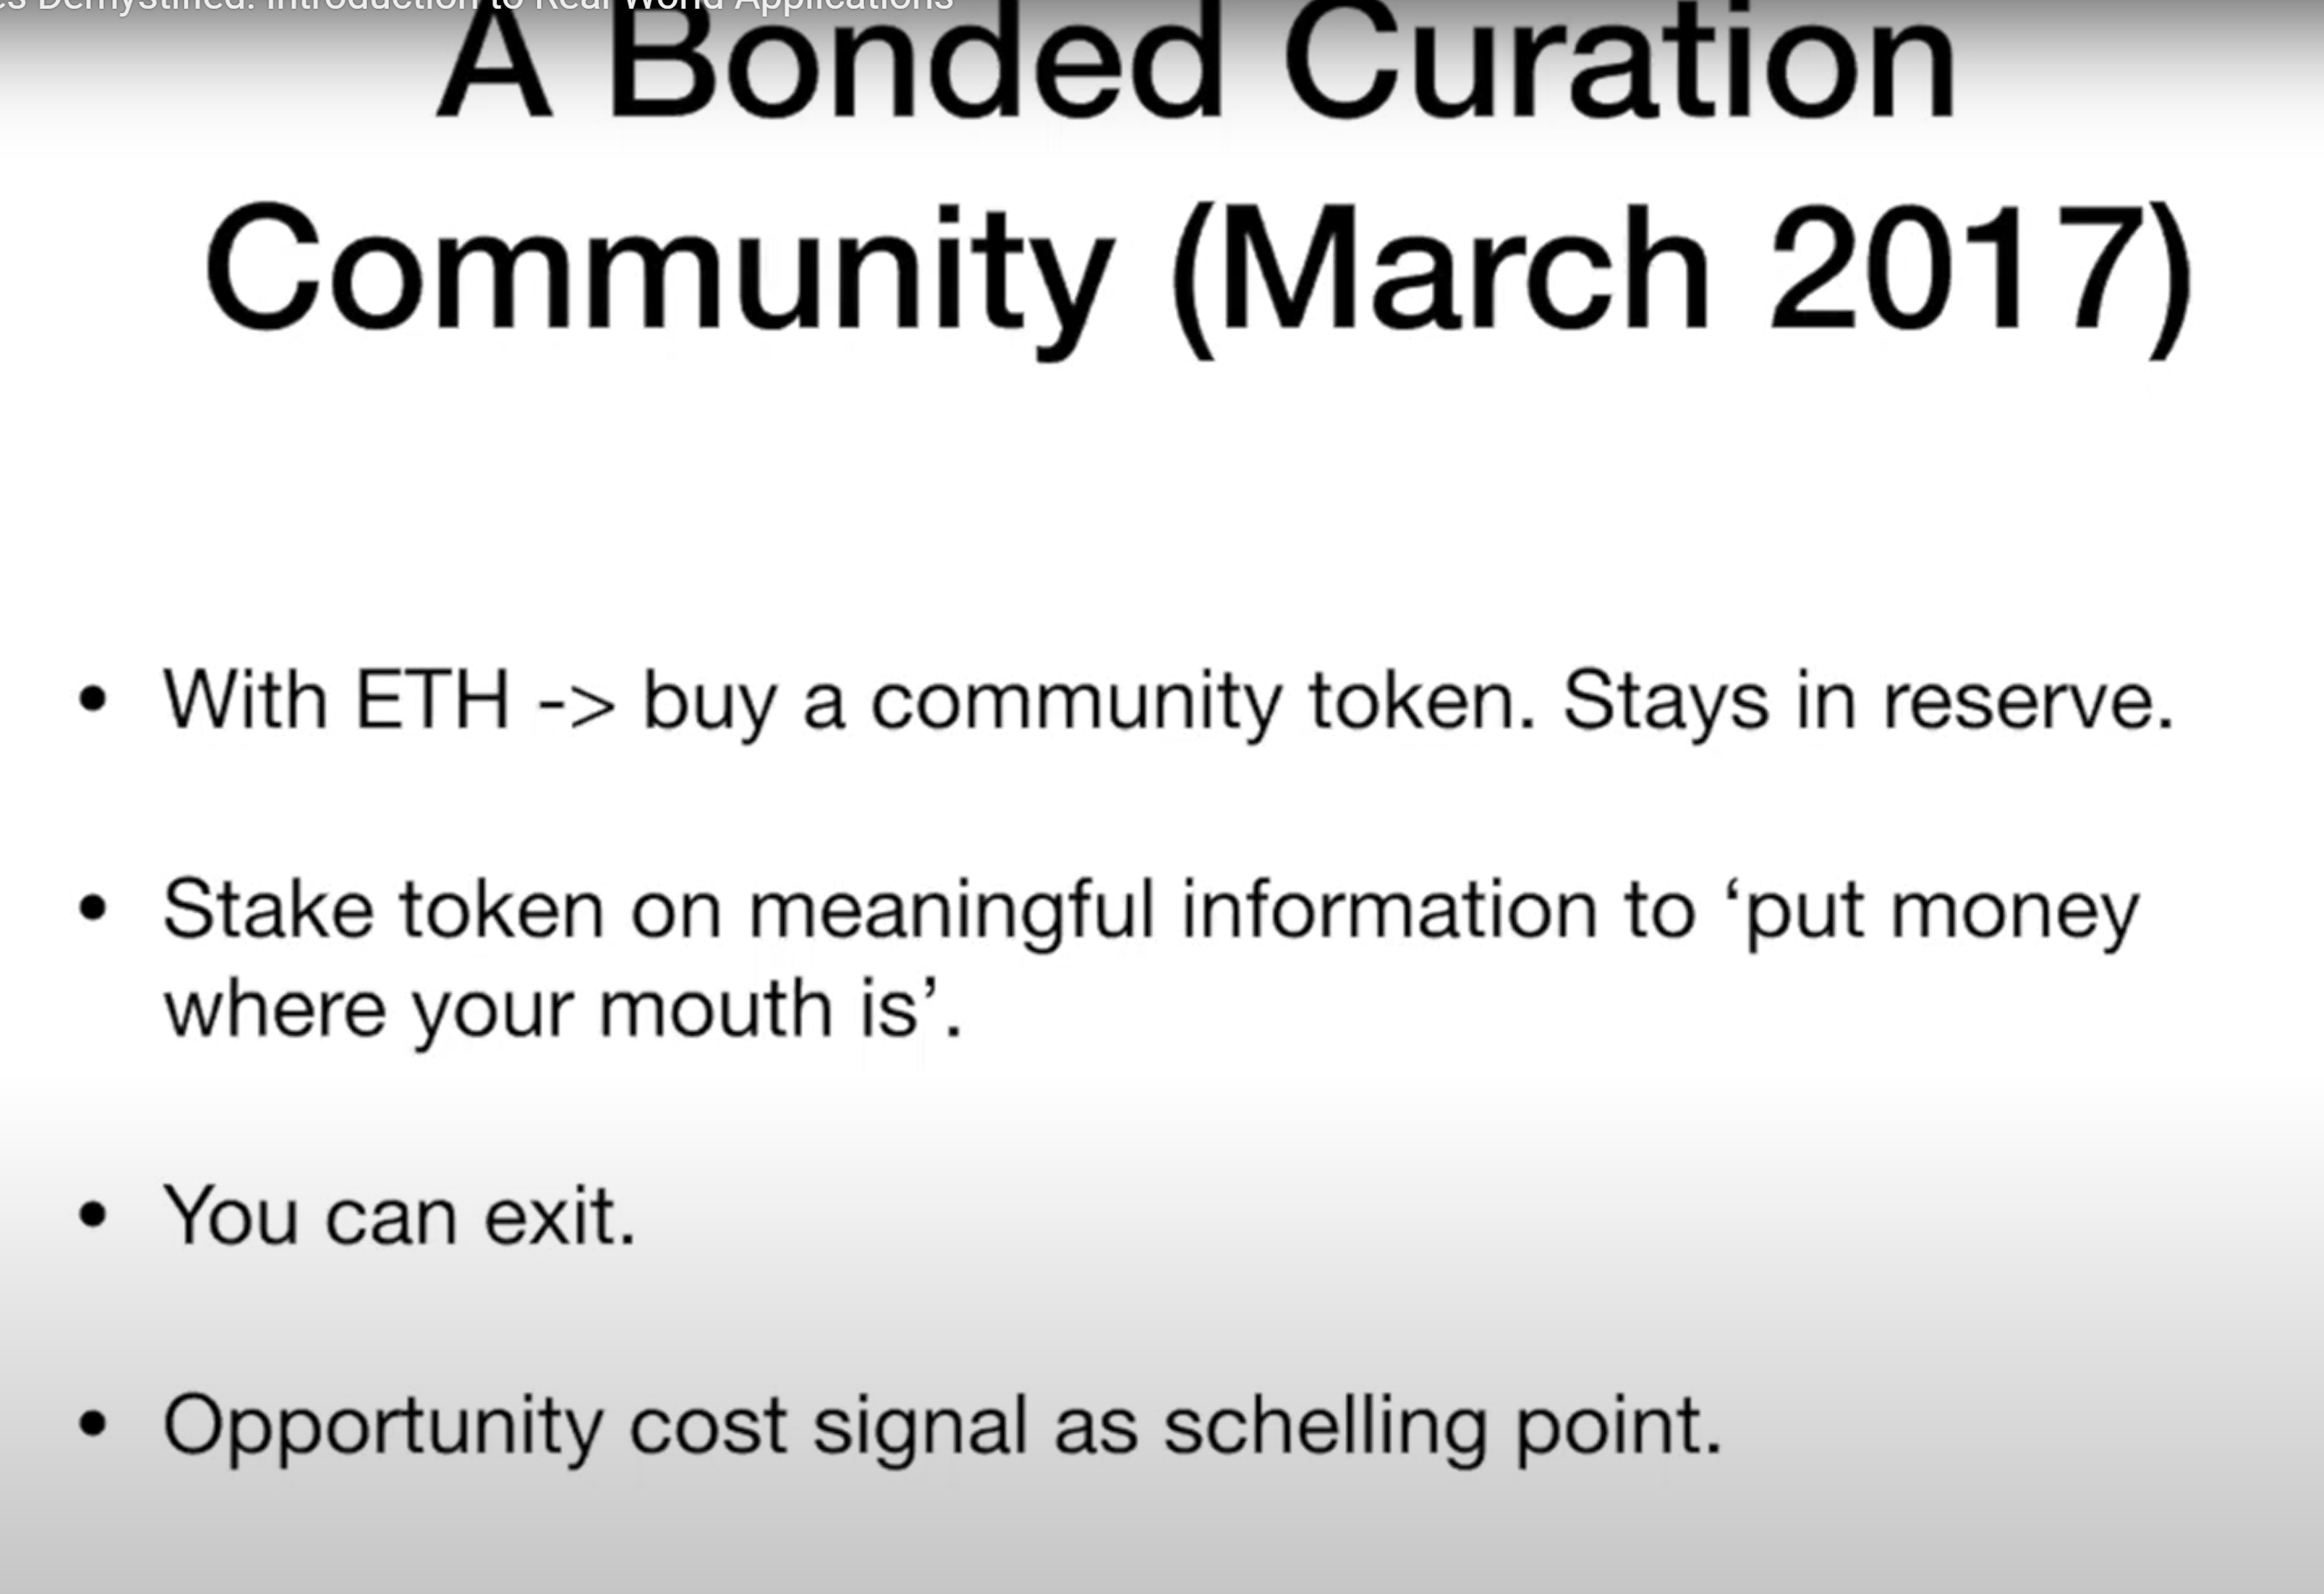 Demystified: Introduction to Real World Applications
A Bonded Curation
Community (March 2017)
• With ETH -> buy a community token. Stays in reserve.
• Stake token on meaningful information to ‘put money
where your mouth is’.
• You can exit.
• Opportunity cost signal as schelling point.